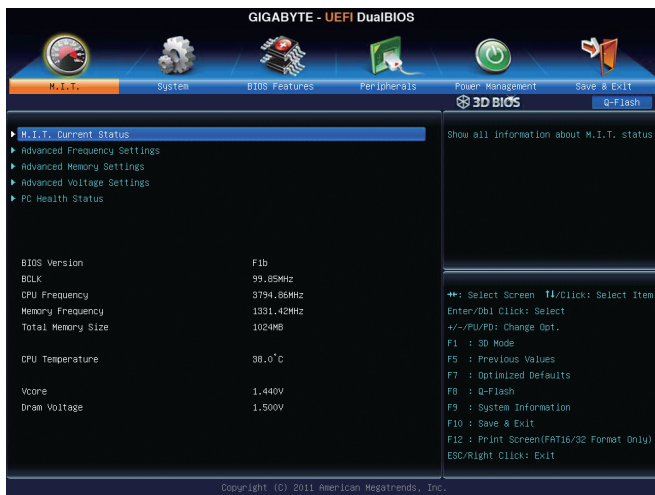 GIGABYTE - UEFI DualBIOS
M.I.T. System BIOS Features Peripherals Power Management Save & Exit
3D BIOS Q-Flash
M.I.T. Current Status
Advanced Frequency Settings
Advanced Memory Settings
Advanced Voltage Settings
PC Health Status
BIOS Version F1b
BCLK 99.85MHz
CPU Frequency 3794.86MHz
Memory Frequency 1331.42MHz
Total Memory Size 1024MB
CPU Temperature 38.0°C
Vcore 1.440V
Dram Voltage 1.500V
Show all information about M.I.T. status
→←: Select Screen ↑↓/Click: Select Item
Enter/Dbl Click: Select
+/-/PU/PD: Change Opt.
F1 : 3D Mode
F5 : Previous Values
F7 : Optimized Defaults
F8 : Q-Flash
F9 : System Information
F10 : Save & Exit
F12 : Print Screen(FAT16/32 Format Only)
ESC/Right Click: Exit
Copyright (C) 2011 American Megatrends, Inc.